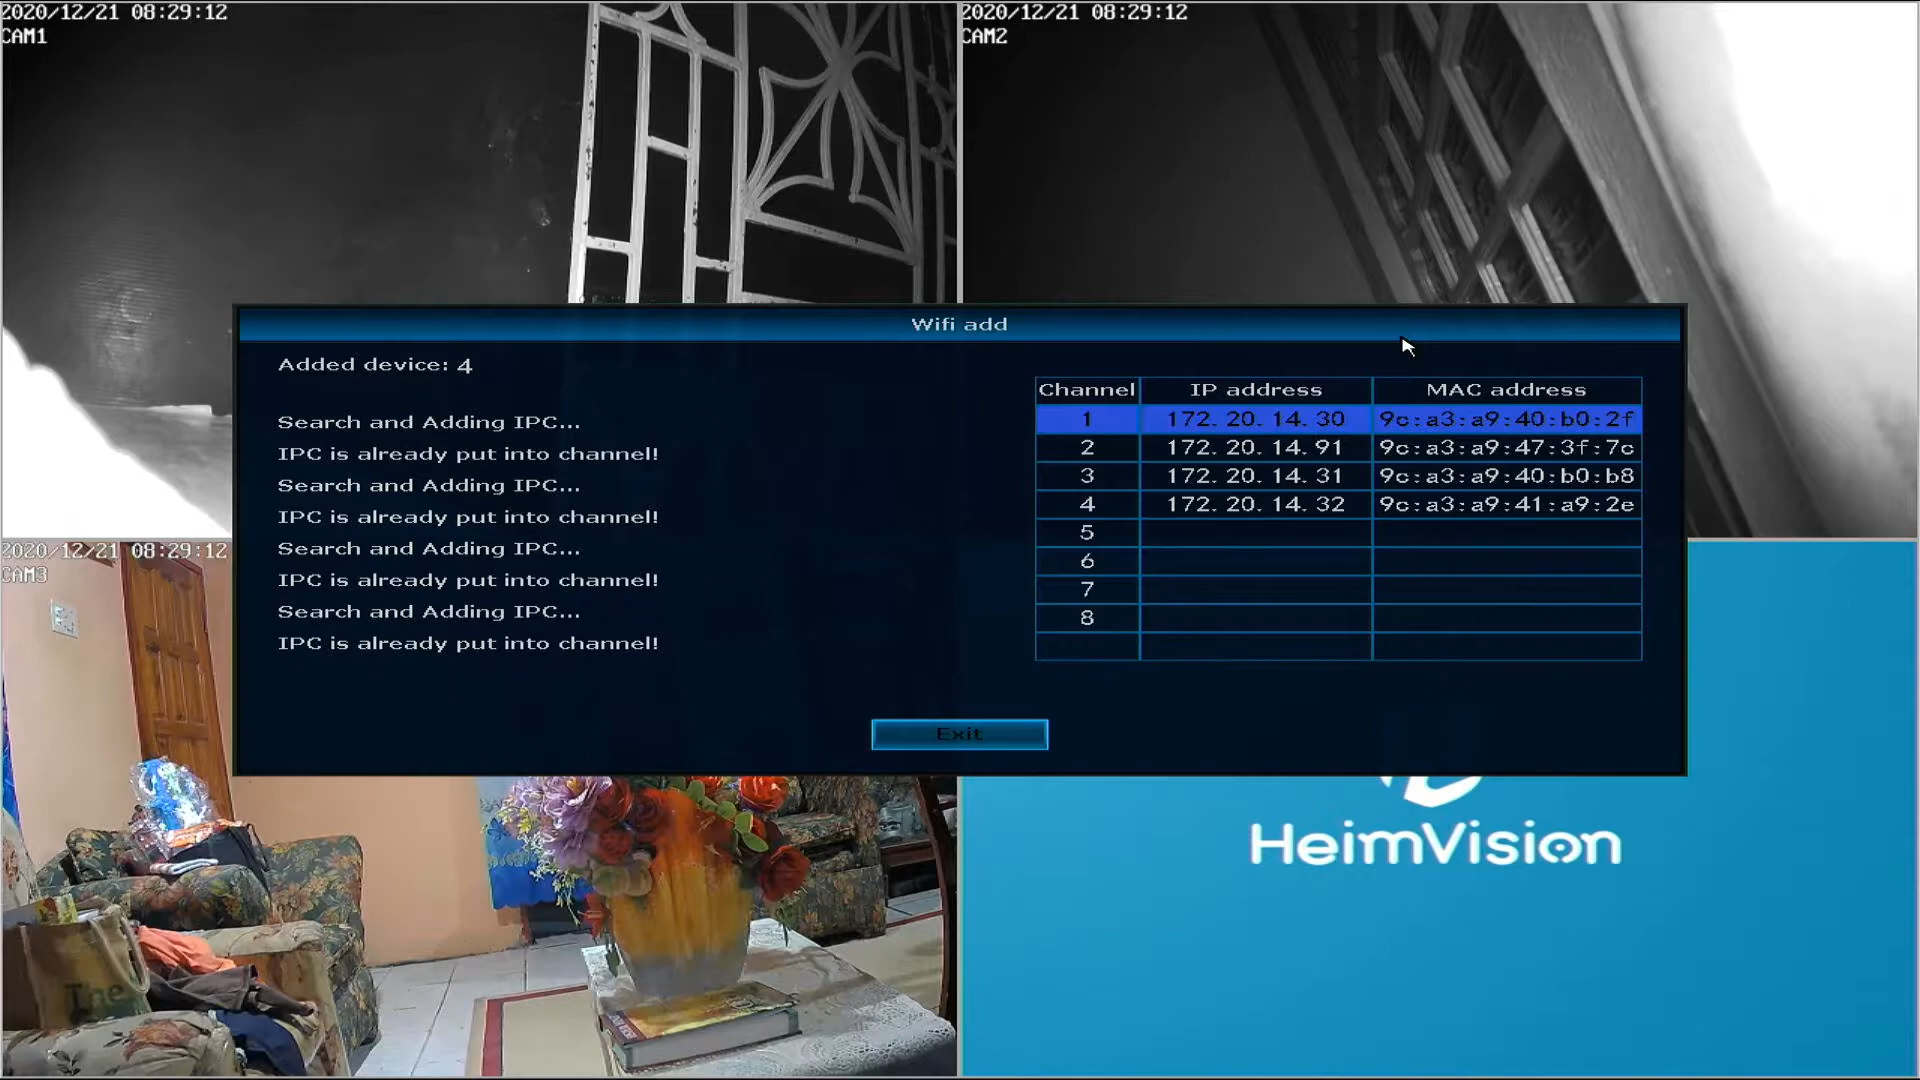 2020/12/21 08:29:12
CAM1
2020/12/21 08:29:12
CAM2
Wifi add
Added device: 4
Search and Adding IPC...
IPC is already put into channel!
Search and Adding IPC...
IPC is already put into channel!
Search and Adding IPC...
IPC is already put into channel!
Search and Adding IPC...
IPC is already put into channel!
Channel IP address MAC address
1 172. 20. 14. 30 9c:a3:a9:40:b0:2f
2 172. 20. 14. 91 9c:a3:a9:47:3f:7c
3 172. 20. 14. 31 9c:a3:a9:40:b0:b8
4 172. 20. 14. 32 9c:a3:a9:41:a9:2e
5
6
7
8
Exit
2020/12/21 08:29:12
CAM3
HeimVision
The